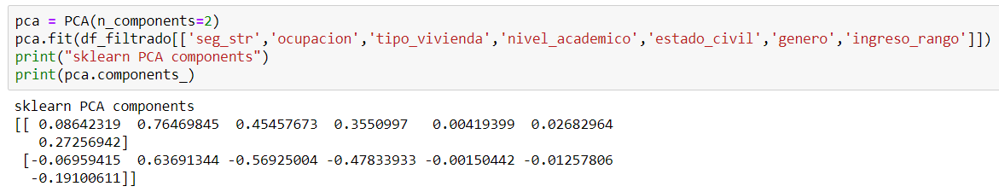 pca = PCA(n_components=2)
pca.fit(df_filtrado[['seg_str','ocupacion','tipo_vivienda','nivel_academico','estado_civil','genero','ingreso_rango']])
print("sklearn PCA components")
print(pca.components_)
sklearn PCA components
[[ 0.08642319  0.76469845  0.45457673  0.3550997   0.00419399  0.02682964
   0.27256942]
 [-0.06959415  0.63691344 -0.56925004 -0.47833933 -0.00150442 -0.01257806
  -0.19100611]]